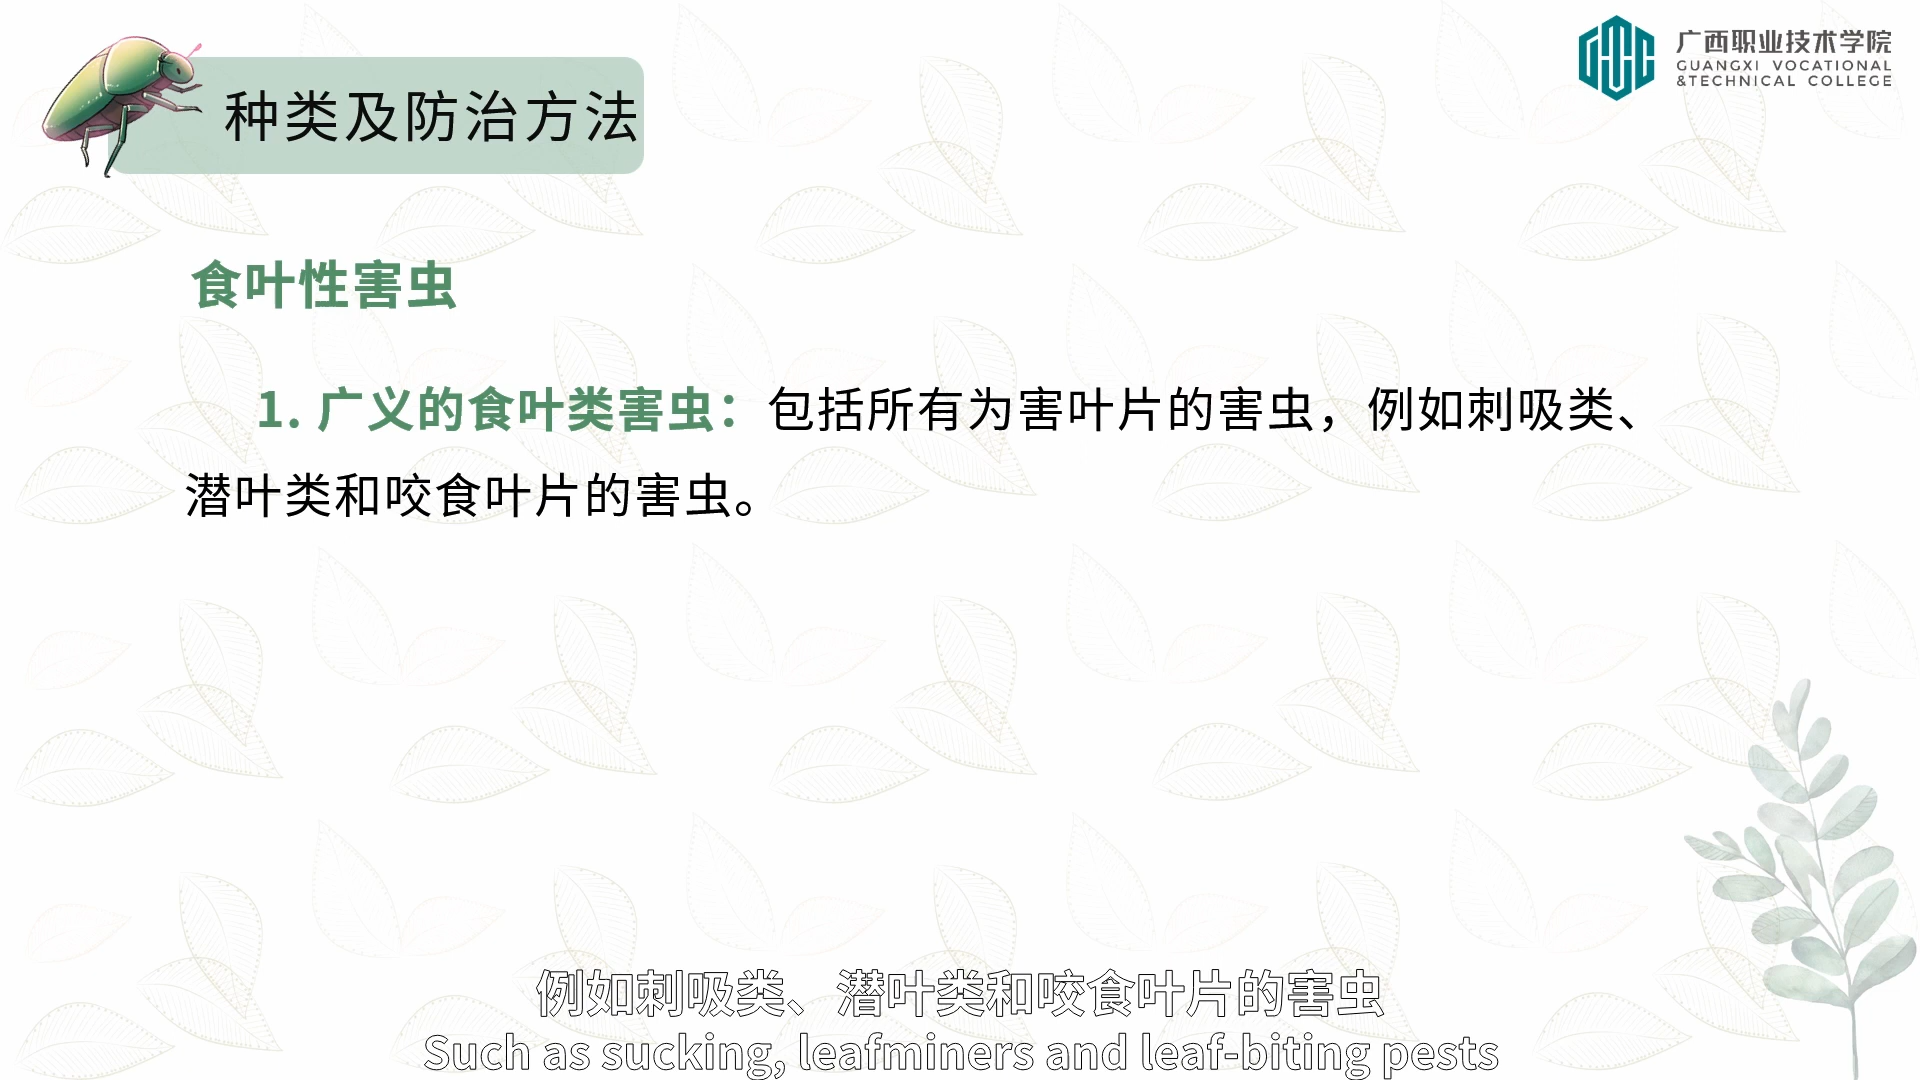 种类及防治方法
广西职业技术学院
GUANGXI VOCATIONAL
&TECHNICAL COLLEGE
食叶性害虫
1. 广义的食叶类害虫：包括所有为害叶片的害虫，例如刺吸类、
潜叶类和咬食叶片的害虫。
例如刺吸类、潜叶类和咬食叶片的害虫
Such as sucking, leafminers and leaf-biting pests